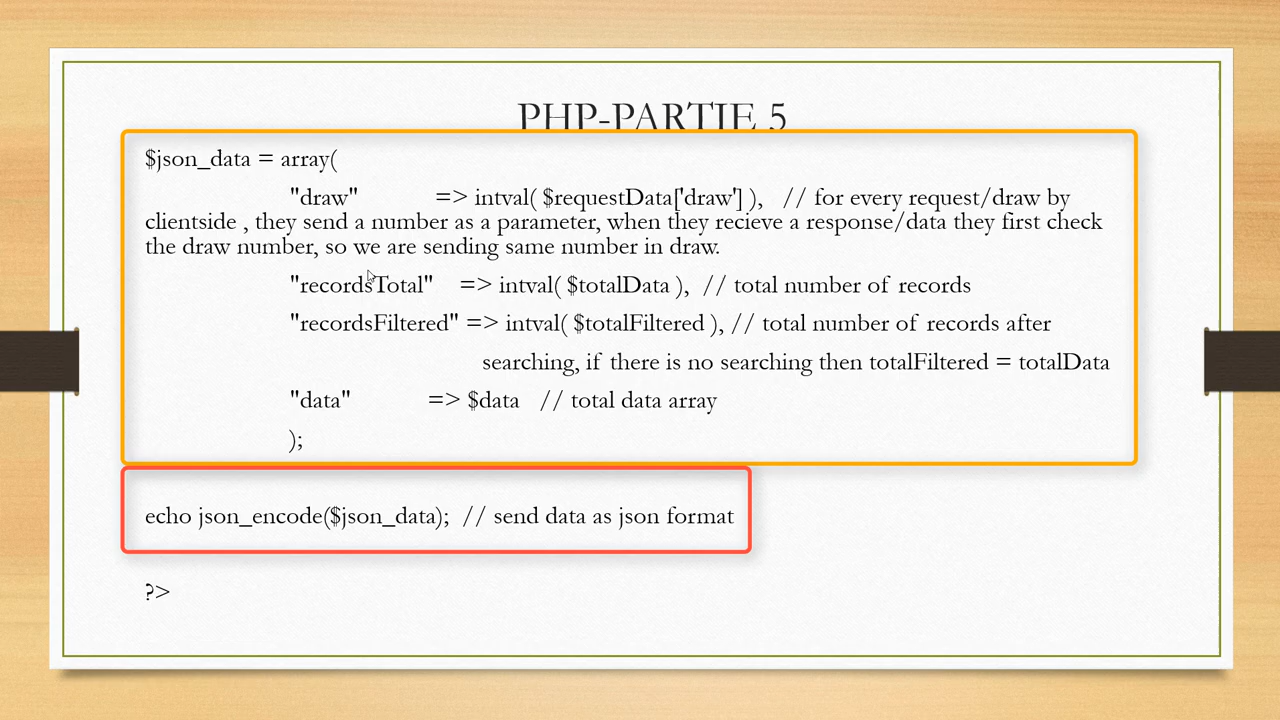 PHP-PARTIE 5
$json_data = array(
"draw" => intval( $requestData['draw'] ), // for every request/draw by
clientside , they send a number as a parameter, when they recieve a response/data they first check
the draw number, so we are sending same number in draw.
"recordsTotal" => intval( $totalData ), // total number of records
"recordsFiltered" => intval( $totalFiltered ), // total number of records after
searching, if there is no searching then totalFiltered = totalData
"data" => $data // total data array
);
echo json_encode($json_data); // send data as json format
?>